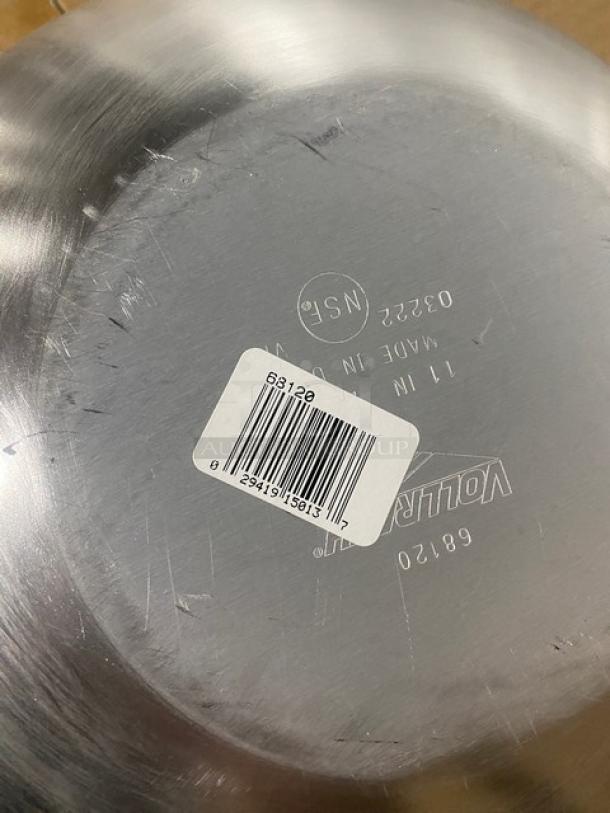 68120
0 29419 15013 7
VOLLRATH®
68120
11 IN
MADE IN U
03222
NSF®